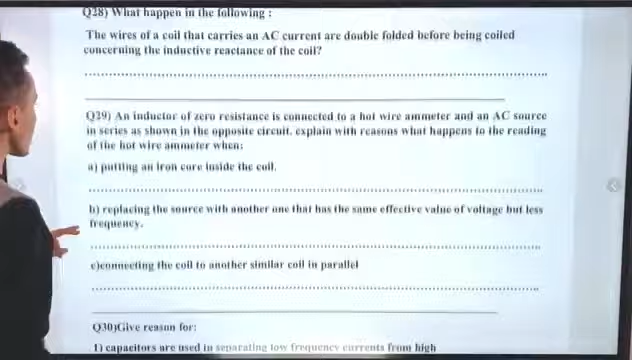 Q28) What happen in the following :
The wires of a coil that carries an AC current are double folded before being coiled
concerning the inductive reactance of the coil?
Q29) An inductor of zero resistance is connected to a hot wire ammeter and an AC source
in series as shown in the opposite circuit, explain with reasons what happens to the reading
of the hot wire ammeter when:
a) putting an iron core inside the coil.
b) replacing the source with another one that has the same effective value of voltage but less
frequency.
c)connecting the coil to another similar coil in parallel
Q30)Give reason for:
1) capacitors are used in separating low frequency currents from high